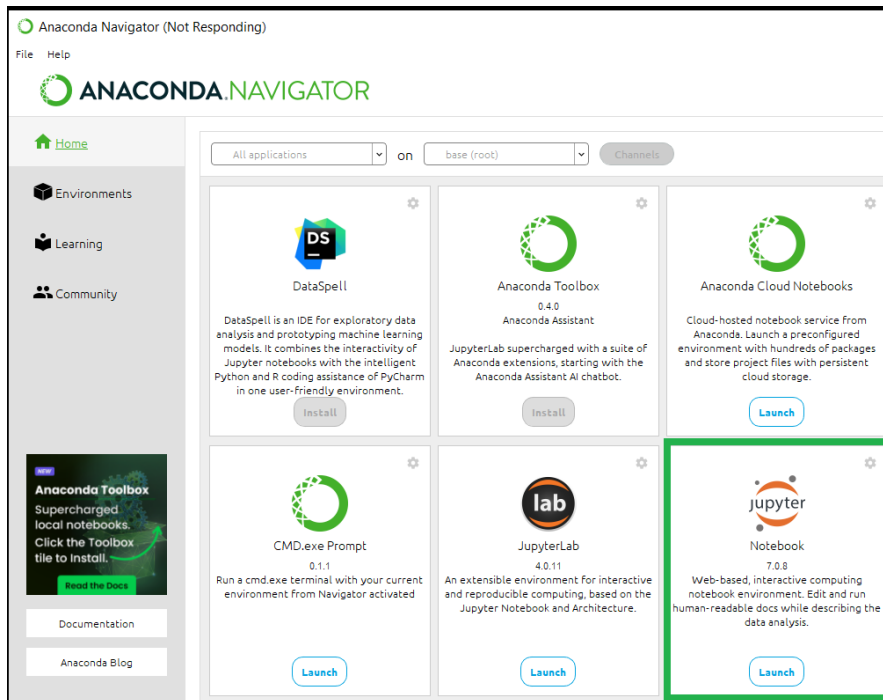 Anaconda Navigator (Not Responding)
File Help
ANACONDA.NAVIGATOR
Home
Environments
Learning
Community
All applications
on
base (root)
Channels
DS
DataSpell
DataSpell is an IDE for exploratory data
analysis and prototyping machine learning
models. It combines the interactivity of
Jupyter notebooks with the intelligent
Python and R coding assistance of PyCharm
in one user-friendly environment.
Install
Anaconda Toolbox
0.4.0
Anaconda Assistant
JupyterLab supercharged with a suite of
Anaconda extensions, starting with the
Anaconda Assistant AI chatbot.
Install
Anaconda Cloud Notebooks
Cloud-hosted notebook service from
Anaconda. Launch a preconfigured
environment with hundreds of packages
and store project files with persistent
cloud storage.
Launch
CMD.exe Prompt
0.1.1
Run a cmd.exe terminal with your current
environment from Navigator activated
Launch
lab
JupyterLab
4.0.11
An extensible environment for interactive
and reproducible computing, based on the
Jupyter Notebook and Architecture.
Launch
jupyter
Notebook
7.0.8
Web-based, interactive computing
notebook environment. Edit and run
human-readable docs while describing the
data analysis.
Launch
NEW
Anaconda Toolbox
Supercharged
local notebooks.
Click the Toolbox
tile to Install.
Read the Docs
Documentation
Anaconda Blog